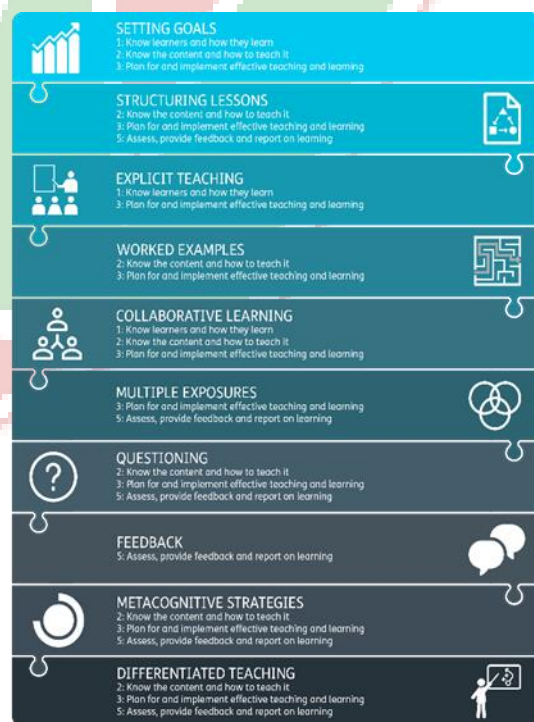 SETTING GOALS
1: Know learners and how they learn
2: Know the content and how to teach it
3: Plan for and implement effective teaching and learning
STRUCTURING LESSONS
2: Know the content and how to teach it
3: Plan for and implement effective teaching and learning
5: Assess, provide feedback and report on learning
EXPLICIT TEACHING
1: Know learners and how they learn
3: Plan for and implement effective teaching and learning
WORKED EXAMPLES
2: Know the content and how to teach it
3: Plan for and implement effective teaching and learning
COLLABORATIVE LEARNING
1: Know learners and how they learn
2: Know the content and how to teach it
3: Plan for and implement effective teaching and learning
MULTIPLE EXPOSURES
3: Plan for and implement effective teaching and learning
5: Assess, provide feedback and report on learning
QUESTIONING
2: Know the content and how to teach it
3: Plan for and implement effective teaching and learning
5: Assess, provide feedback and report on learning
FEEDBACK
5: Assess, provide feedback and report on learning
METACOGNITIVE STRATEGIES
2: Know the content and how to teach it
3: Plan for and implement effective teaching and learning
5: Assess, provide feedback and report on learning
DIFFERENTIATED TEACHING
2: Know the content and how to teach it
3: Plan for and implement effective teaching and learning
5: Assess, provide feedback and report on learning